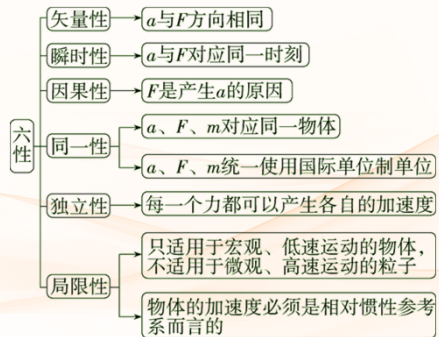 六性
矢量性
a与F方向相同
瞬时性
a与F对应同一时刻
因果性
F是产生a的原因
同一性
a、F、m对应同一物体
a、F、m统一使用国际单位制单位
独立性
每一个力都可以产生各自的加速度
局限性
只适用于宏观、低速运动的物体,
不适用于微观、高速运动的粒子
物体的加速度必须是相对惯性参考
系而言的